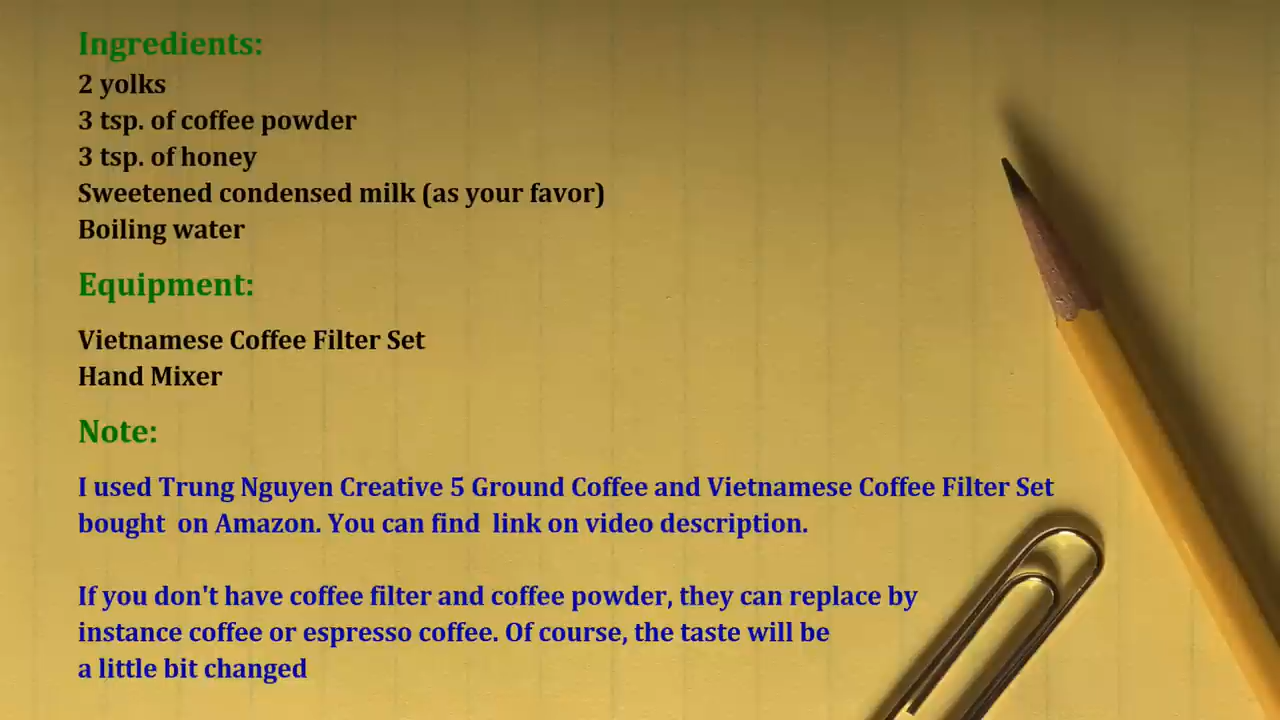 Ingredients:
2 yolks
3 tsp. of coffee powder
3 tsp. of honey
Sweetened condensed milk (as your favor)
Boiling water
Equipment:
Vietnamese Coffee Filter Set
Hand Mixer
Note:
I used Trung Nguyen Creative 5 Ground Coffee and Vietnamese Coffee Filter Set
bought on Amazon. You can find link on video description.
If you don't have coffee filter and coffee powder, they can replace by
instance coffee or espresso coffee. Of course, the taste will be
a little bit changed